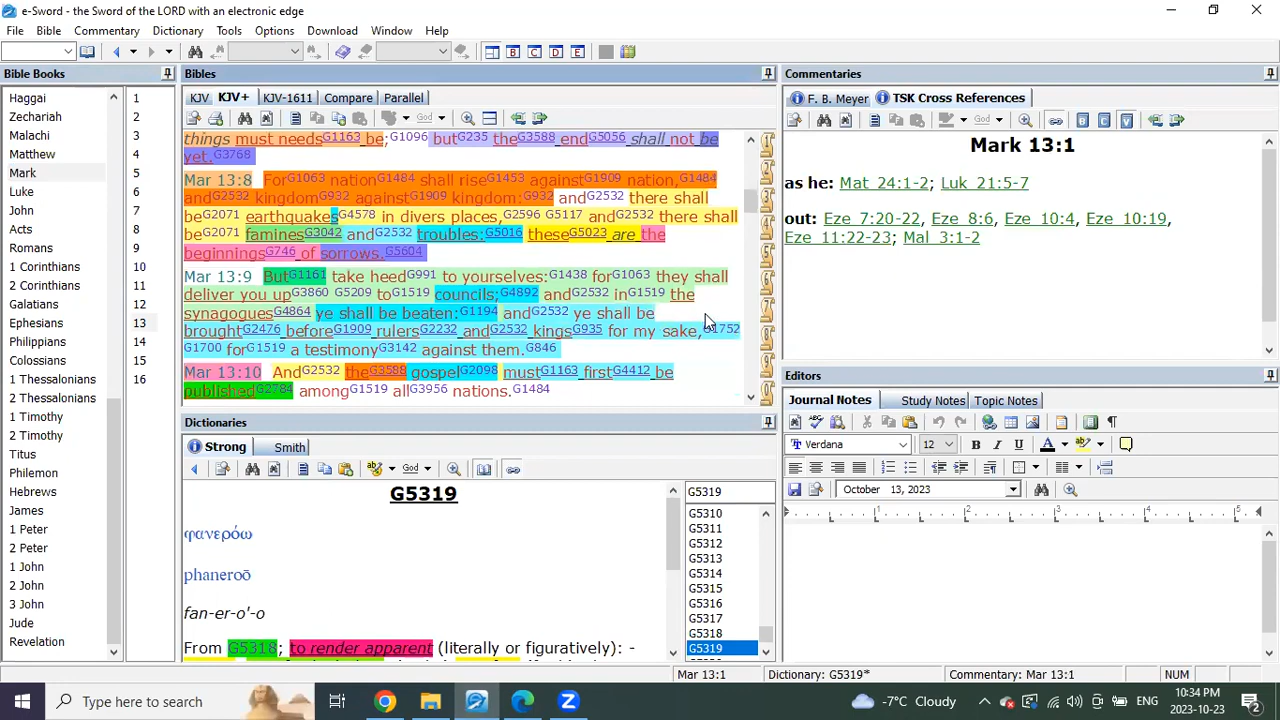 e-Sword - the Sword of the LORD with an electronic edge
File Bible Commentary Dictionary Tools Options Download Window Help
B C D E
Bible Books
Haggai
Zechariah
Malachi
Matthew
Mark
Luke
John
Acts
Romans
1 Corinthians
2 Corinthians
Galatians
Ephesians
Philippians
Colossians
1 Thessalonians
2 Thessalonians
1 Timothy
2 Timothy
Titus
Philemon
Hebrews
James
1 Peter
2 Peter
1 John
2 John
3 John
Jude
Revelation
1
2
3
4
5
6
7
8
9
10
11
12
13
14
15
16
Bibles
KJV KJV+ KJV-1611 Compare Parallel
God
things must needsG1163 be;G1096 butG235 theG3588 endG5056 shall not be
yet.G3768
Mar 13:8 ForG1063 nationG1484 shall riseG1453 againstG1909 nation,G1484
andG2532 kingdomG932 againstG1909 kingdom:G932 andG2532 there shall
beG2071 earthquakesG4578 in divers places,G2596 G5117 andG2532 there shall
beG2071 faminesG3042 andG2532 troubles:G5016 theseG5023 are the
beginningsG746 of sorrows.G5604
Mar 13:9 ButG1161 take heedG991 to yourselves:G1438 forG1063 they shall
deliver you upG3860 G5209 toG1519 councils;G4892 andG2532 inG1519 the
synagoguesG4864 ye shall be beaten:G1194 andG2532 ye shall be
broughtG2476 beforeG1909 rulersG2232 andG2532 kingsG935 for my sake,G1752
G1700 forG1519 a testimonyG3142 against them.G846
Mar 13:10 AndG2532 theG3588 gospelG2098 mustG1163 firstG4412 be
publishedG2784 amongG1519 allG3956 nations.G1484
Dictionaries
Strong Smith
God
G5319
φανερόω
phaneroō
fan-er-o'-o
From G5318; to render apparent (literally or figuratively): -
G5319
G5310
G5311
G5312
G5313
G5314
G5315
G5316
G5317
G5318
G5319
Commentaries
F. B. Meyer TSK Cross References
God B C V
Mark 13:1
as he: Mat 24:1-2; Luk 21:5-7
out: Eze 7:20-22, Eze 8:6, Eze 10:4, Eze 10:19,
Eze 11:22-23; Mal 3:1-2
Editors
Journal Notes Study Notes Topic Notes
Verdana 12 B I U A
October 13, 2023
1 2 3 4 5
Mar 13:1 Dictionary: G5319* Commentary: Mar 13:1 NUM
Type here to search
-7°C Cloudy
10:34 PM
2023-10-23
2